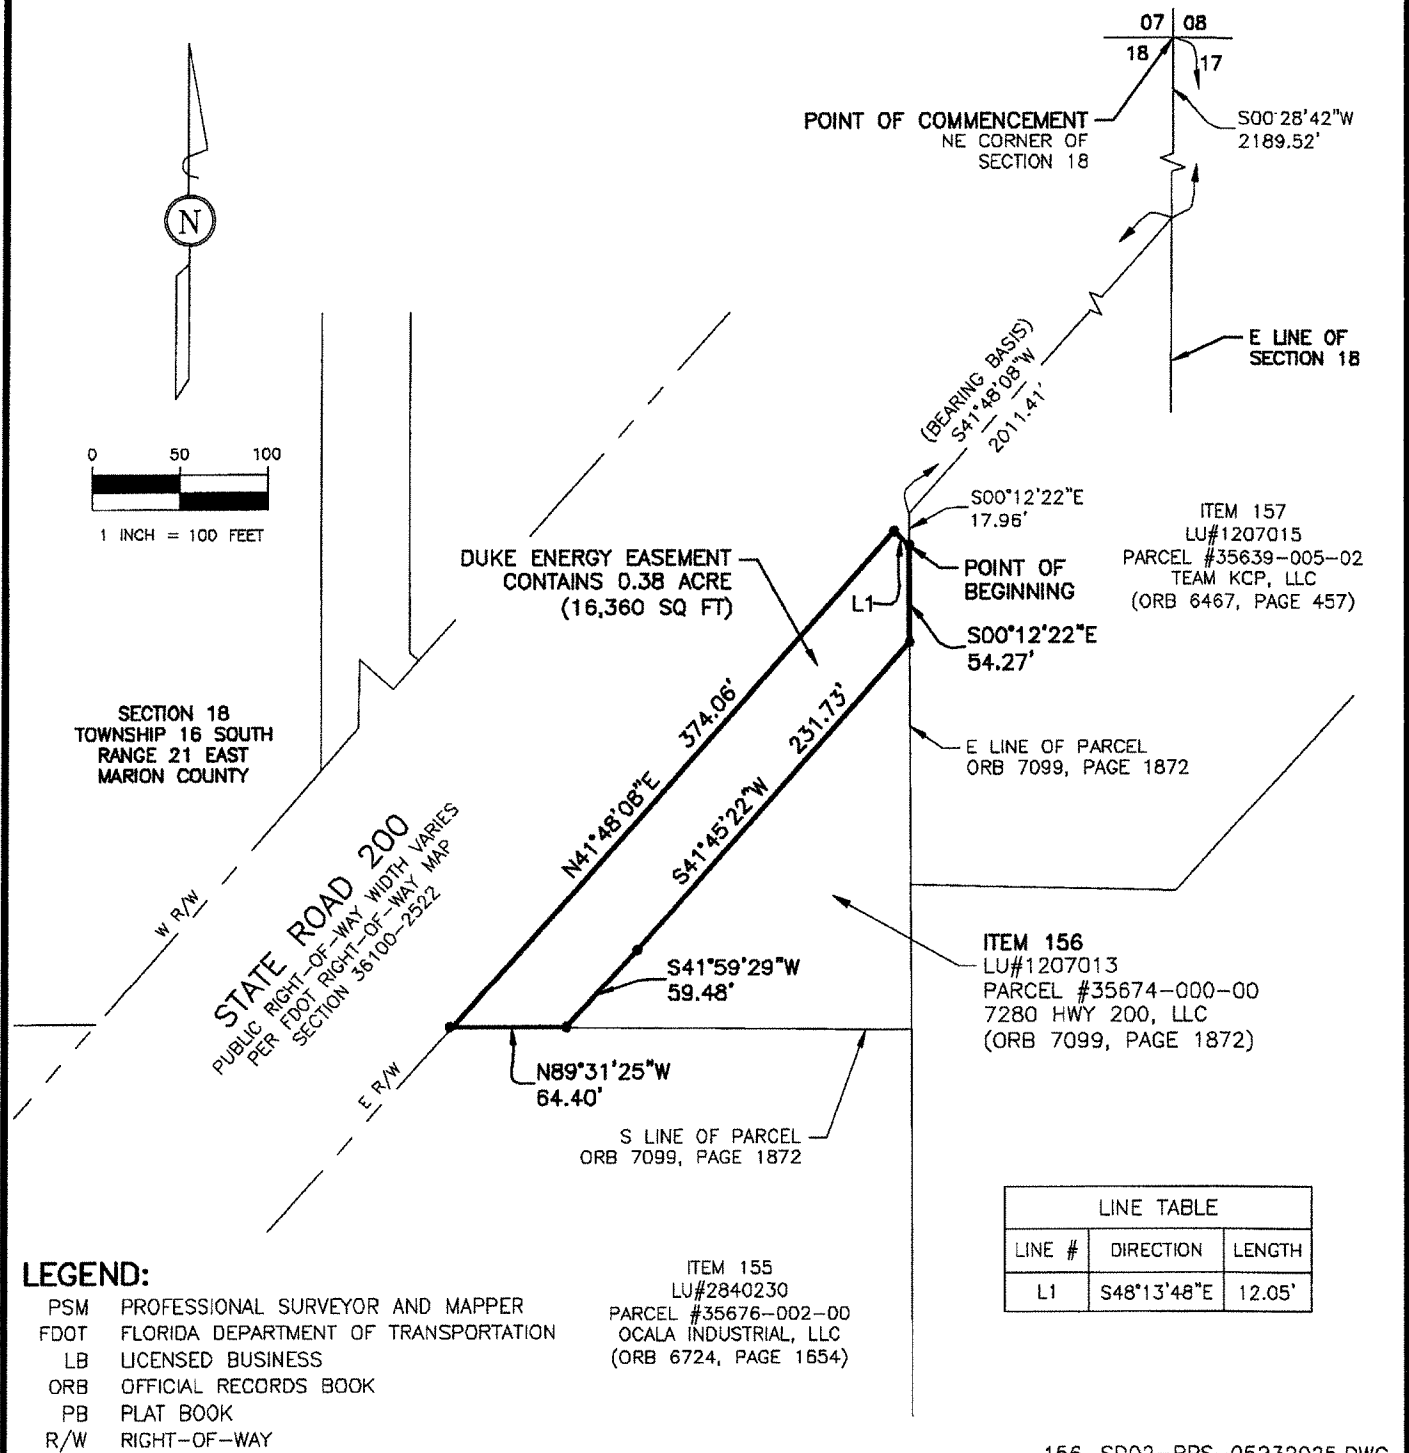 07 08
18 17
POINT OF COMMENCEMENT
NE CORNER OF
SECTION 18
S00°28'42"W
2189.52'
N
E LINE OF
SECTION 18
(BEARING BASIS)
S41°48'08"W
2011.41'
0 50 100
1 INCH = 100 FEET
S00°12'22"E
17.96'
ITEM 157
LU#1207015
PARCEL #35639-005-02
TEAM KCP, LLC
(ORB 6467, PAGE 457)
DUKE ENERGY EASEMENT
CONTAINS 0.38 ACRE
(16,360 SQ FT)
L1
POINT OF
BEGINNING
S00°12'22"E
54.27'
SECTION 18
TOWNSHIP 16 SOUTH
RANGE 21 EAST
MARION COUNTY
N41°48'08"E 374.06'
S41°45'22"W 231.73'
E LINE OF PARCEL
ORB 7099, PAGE 1872
W R/W
STATE ROAD 200
PUBLIC RIGHT-OF-WAY WIDTH VARIES
PER FDOT RIGHT-OF-WAY MAP
SECTION 36100-2522
E R/W
S41°59'29"W
59.48'
ITEM 156
LU#1207013
PARCEL #35674-000-00
7280 HWY 200, LLC
(ORB 7099, PAGE 1872)
N89°31'25"W
64.40'
S LINE OF PARCEL
ORB 7099, PAGE 1872
LINE TABLE
LINE # DIRECTION LENGTH
L1 S48°13'48"E 12.05'
LEGEND:
PSM PROFESSIONAL SURVEYOR AND MAPPER
FDOT FLORIDA DEPARTMENT OF TRANSPORTATION
LB LICENSED BUSINESS
ORB OFFICIAL RECORDS BOOK
PB PLAT BOOK
R/W RIGHT-OF-WAY
ITEM 155
LU#2840230
PARCEL #35676-002-00
OCALA INDUSTRIAL, LLC
(ORB 6724, PAGE 1654)